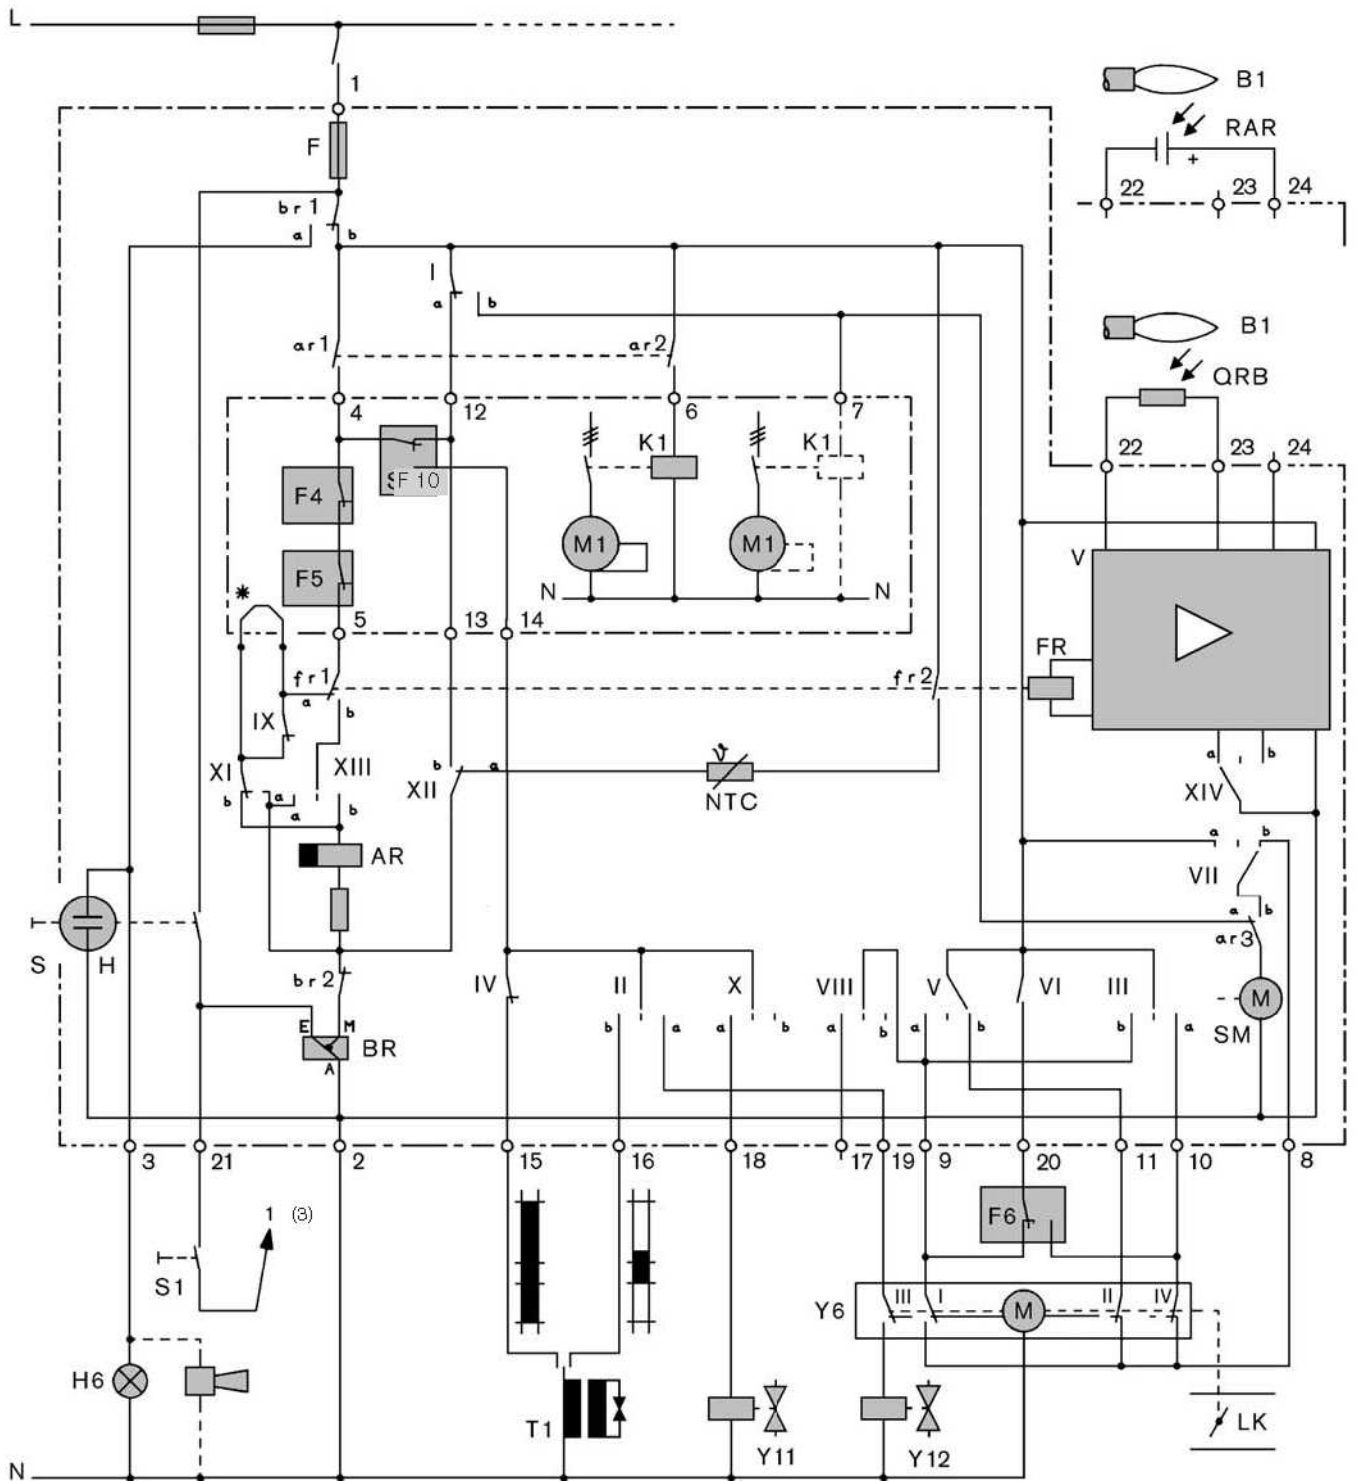 L
1
B1
F
RAR
+
22 23 24
br1
a b
I
a b
B1
ar1 ar2
QRB
4 12 6 7
22 23 24
K1 K1
F 10
F4
M1 M1
V
F5
*
N N
5 13 14
FR
fr1 fr2
a
b
IX
a b
XI XIII b a
XII
NTC
XIV
b a a b
a b
AR
VII
a b
ar3
S H
br2
IV II X VIII V VI III
M
SM
E M
BR
A
b a a b a b a b b a
3 21 2 15 16 18 17 19 9 20 11 10 8
1 (3)
F6
S1
III I II IV
Y6 M
H6
T1
Y11 Y12
LK
N